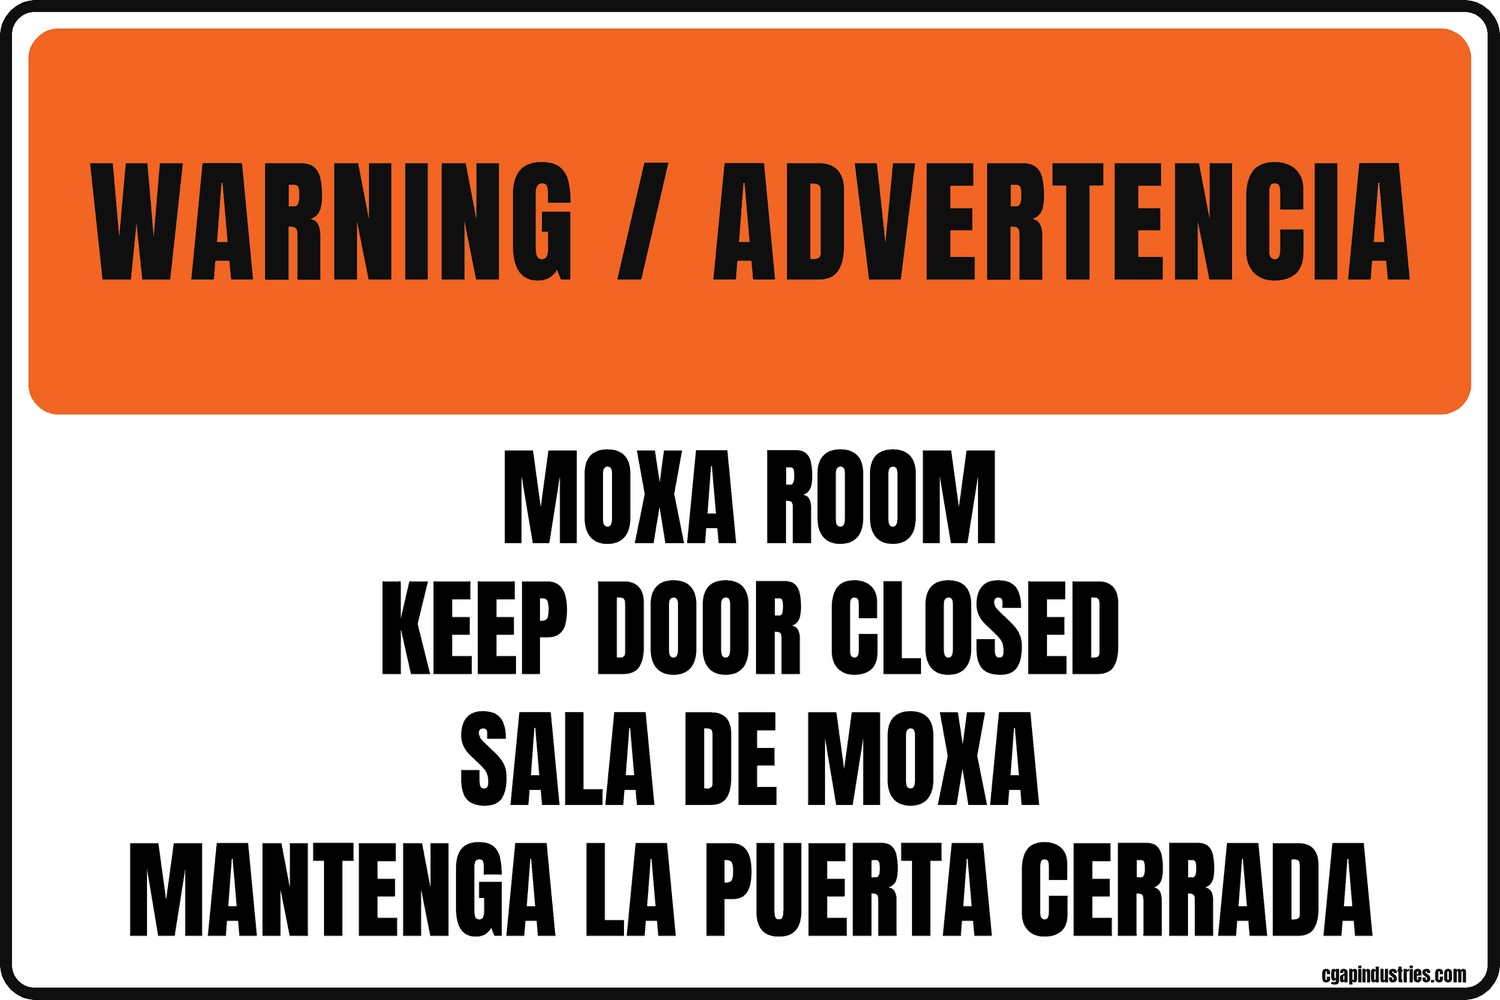 WARNING / ADVERTENCIA
MOXA ROOM
KEEP DOOR CLOSED
SALA DE MOXA
MANTENGA LA PUERTA CERRADA
cgapindustries.com